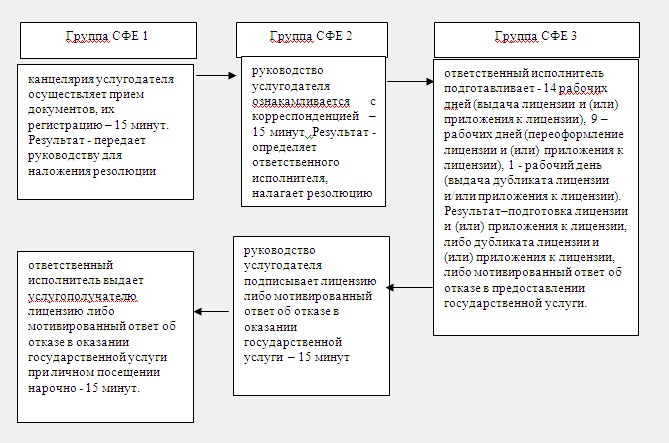 Группа СФЕ 1
канцелярия услугодателя
осуществляет прием
документов, их
регистрацию – 15 минут.
Результат - передает
руководству для
наложения резолюции
Группа СФЕ 2
руководство
услугодателя
ознакамливается с
корреспонденцией –
15 минут. Результат -
определяет
ответственного
исполнителя,
налагает резолюцию
Группа СФЕ 3
ответственный исполнитель
подготавливает - 14 рабочих
дней (выдача лицензии и (или)
приложения к лицензии), 9 –
рабочих дней (переоформление
лицензии и (или) приложения к
лицензии), 1 - рабочий день
(выдача дубликата лицензии
и/или приложения к лицензии).
Результат–подготовка лицензии
и (или) приложения к лицензии,
либо дубликата лицензии и
(или) приложения к лицензии,
либо мотивированный ответ об
отказе в предоставлении
государственной услуги.
руководство
услугодателя
подписывает лицензию
либо мотивированный
ответ об отказе в
оказании
государственной
услуги – 15 минут
ответственный
исполнитель выдает
услугополучателю
лицензию либо
мотивированный ответ об
отказе в оказании
государственной услуги
при личном посещении
нарочно - 15 минут.